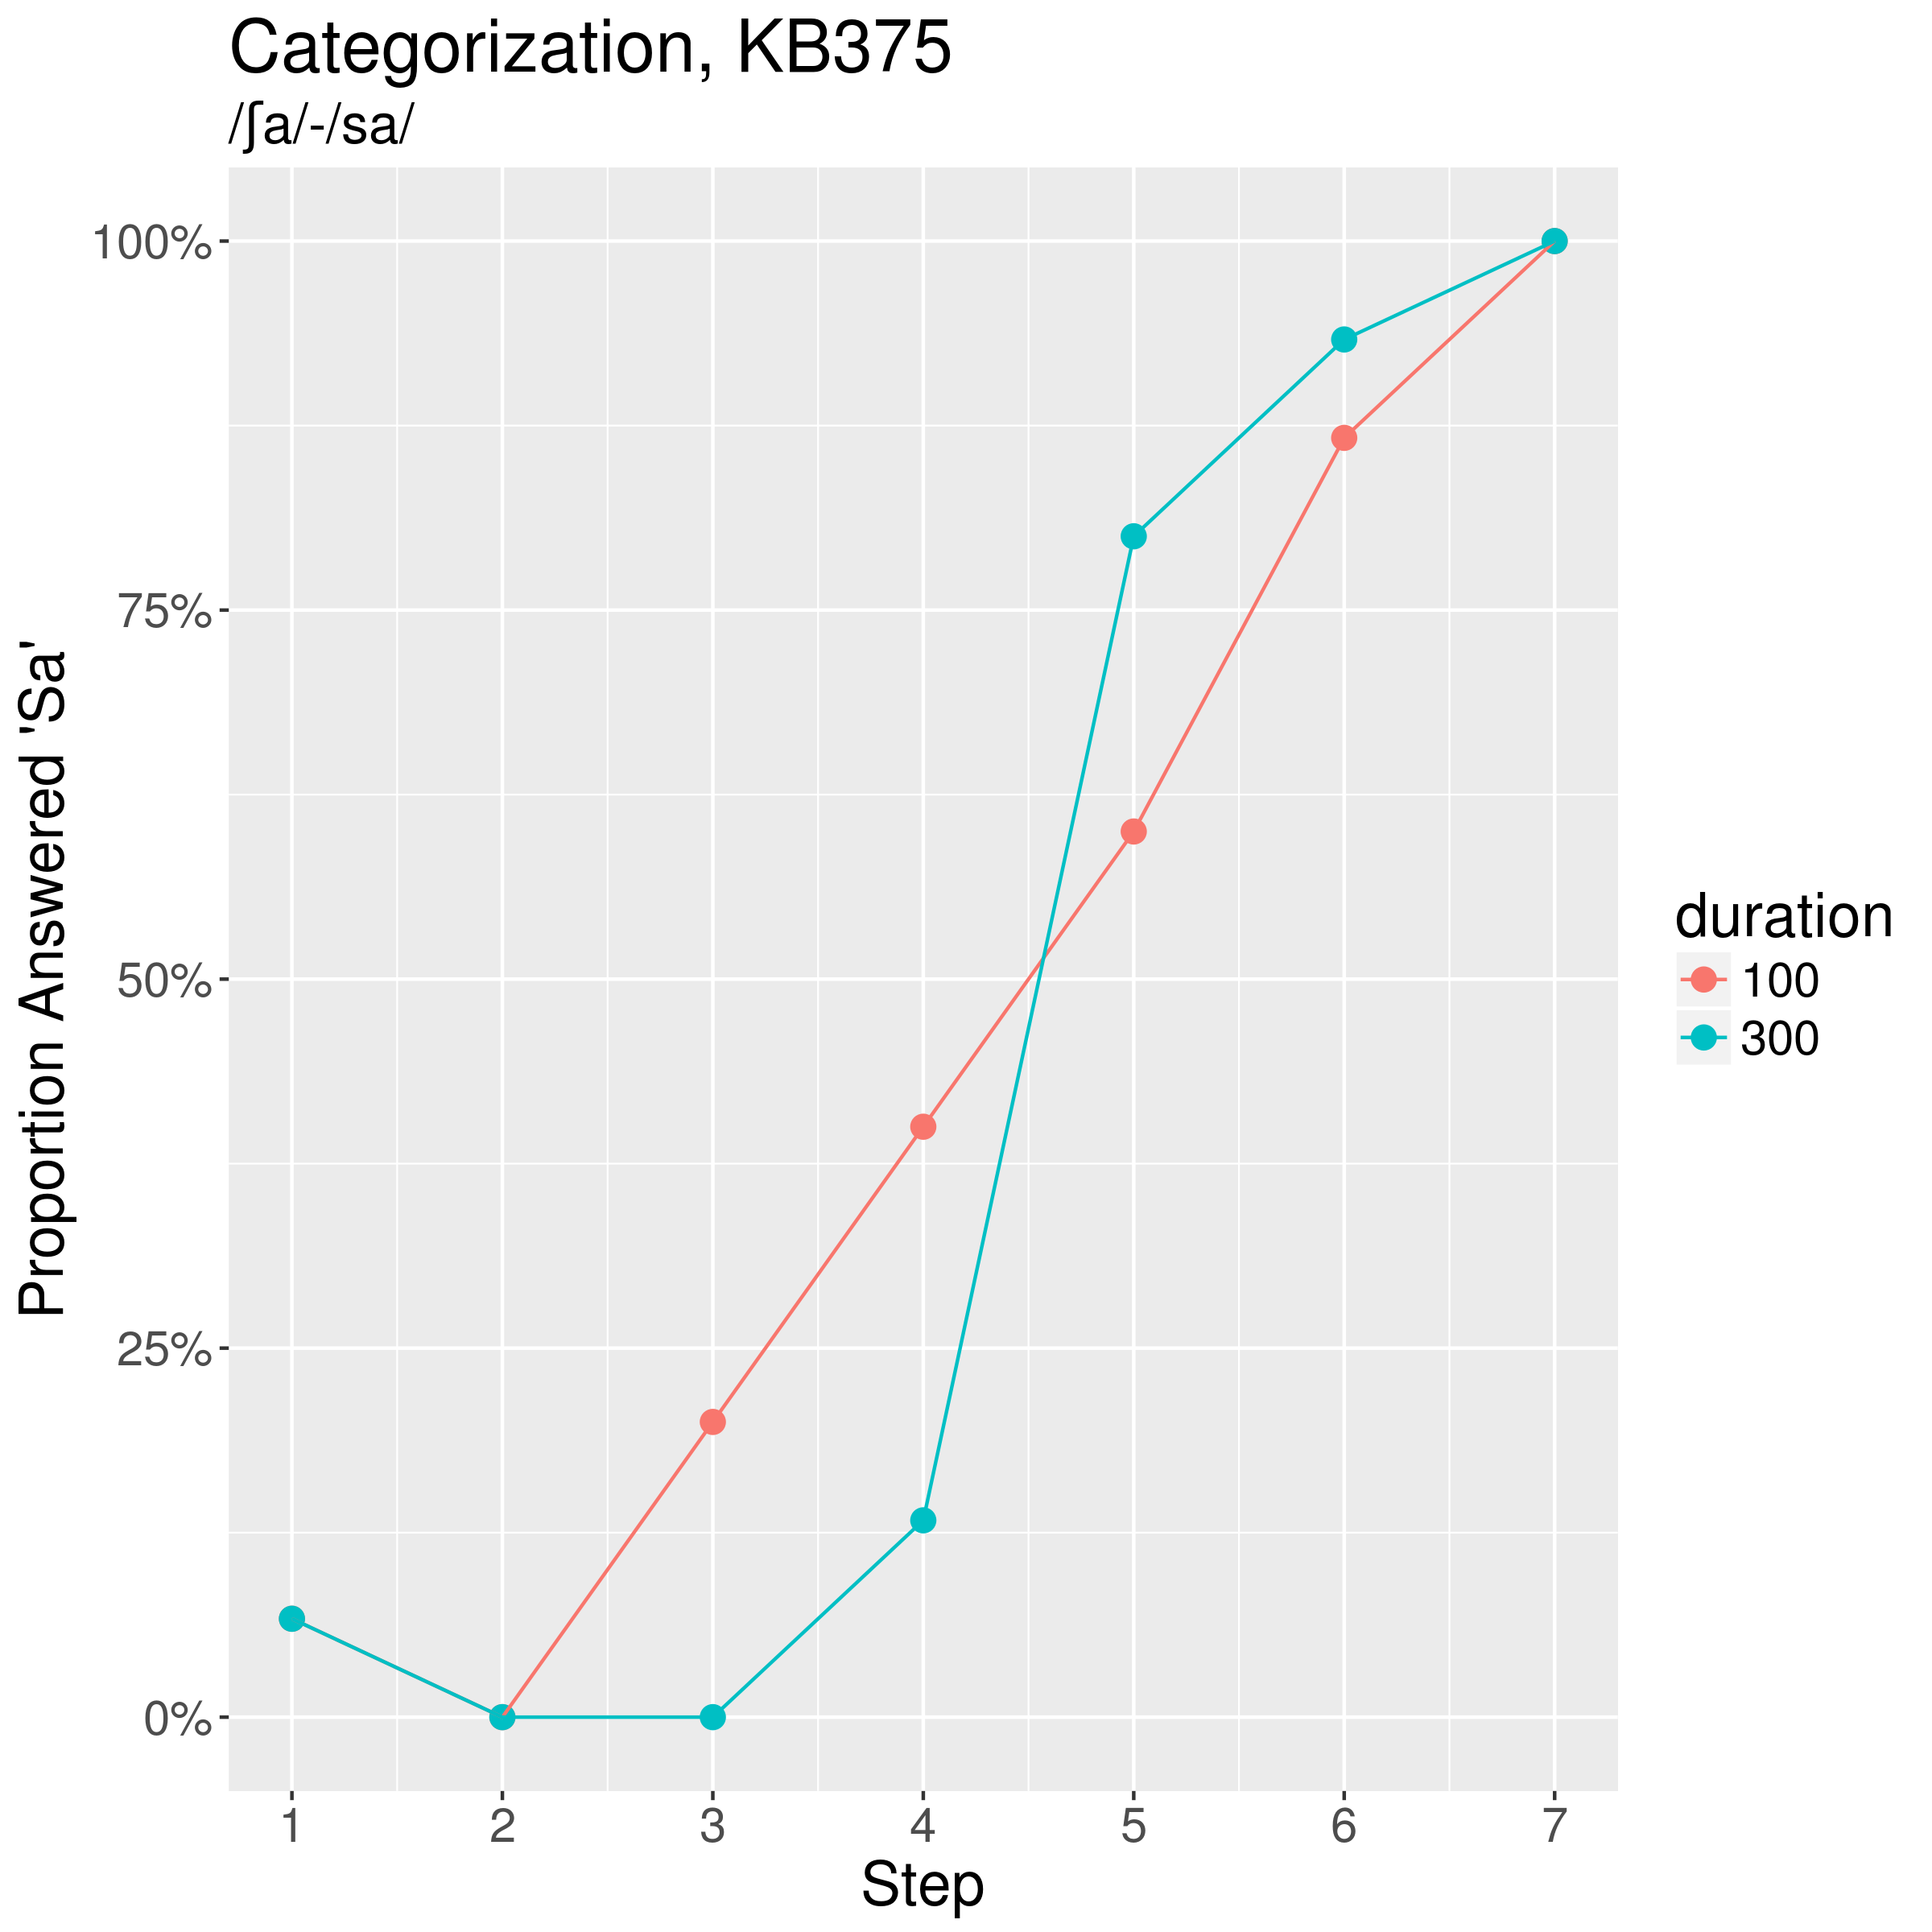 Categorization, KB375
/ʃa/-/sa/
Proportion Answered 'Sa'
100%
75%
50%
25%
0%
1 2 3 4 5 6 7
Step
duration
100
300